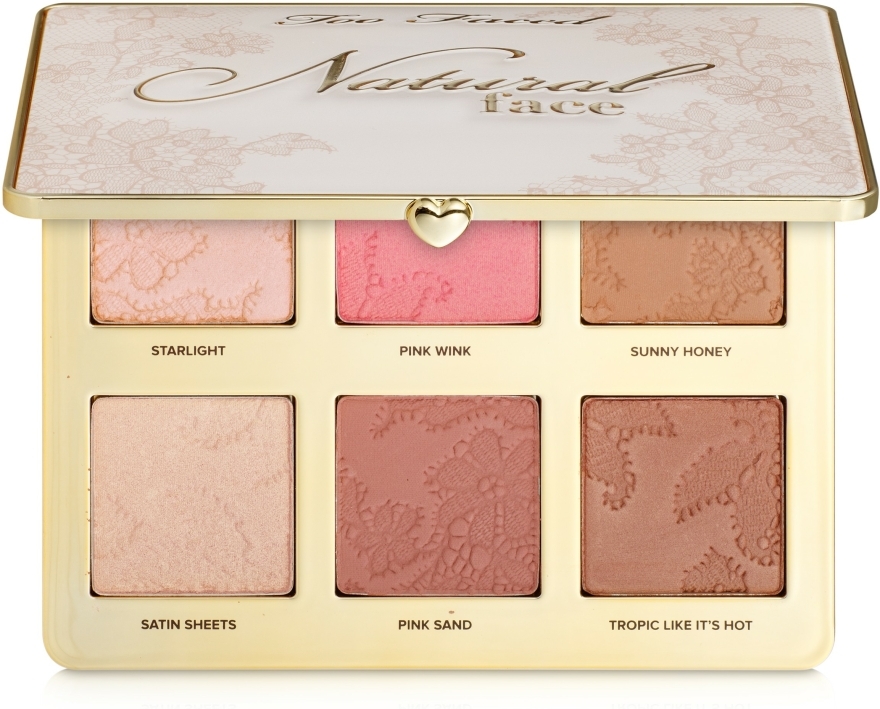 Too Faced
Natural
face
STARLIGHT PINK WINK SUNNY HONEY
SATIN SHEETS PINK SAND TROPIC LIKE IT'S HOT